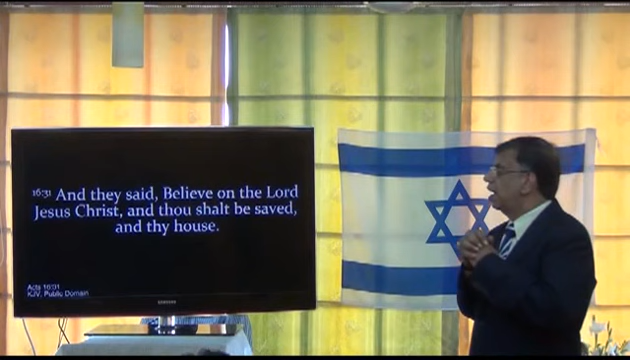 16:31 And they said, Believe on the Lord
Jesus Christ, and thou shalt be saved,
and thy house.
Acts 16:31
KJV, Public Domain
SAMSUNG